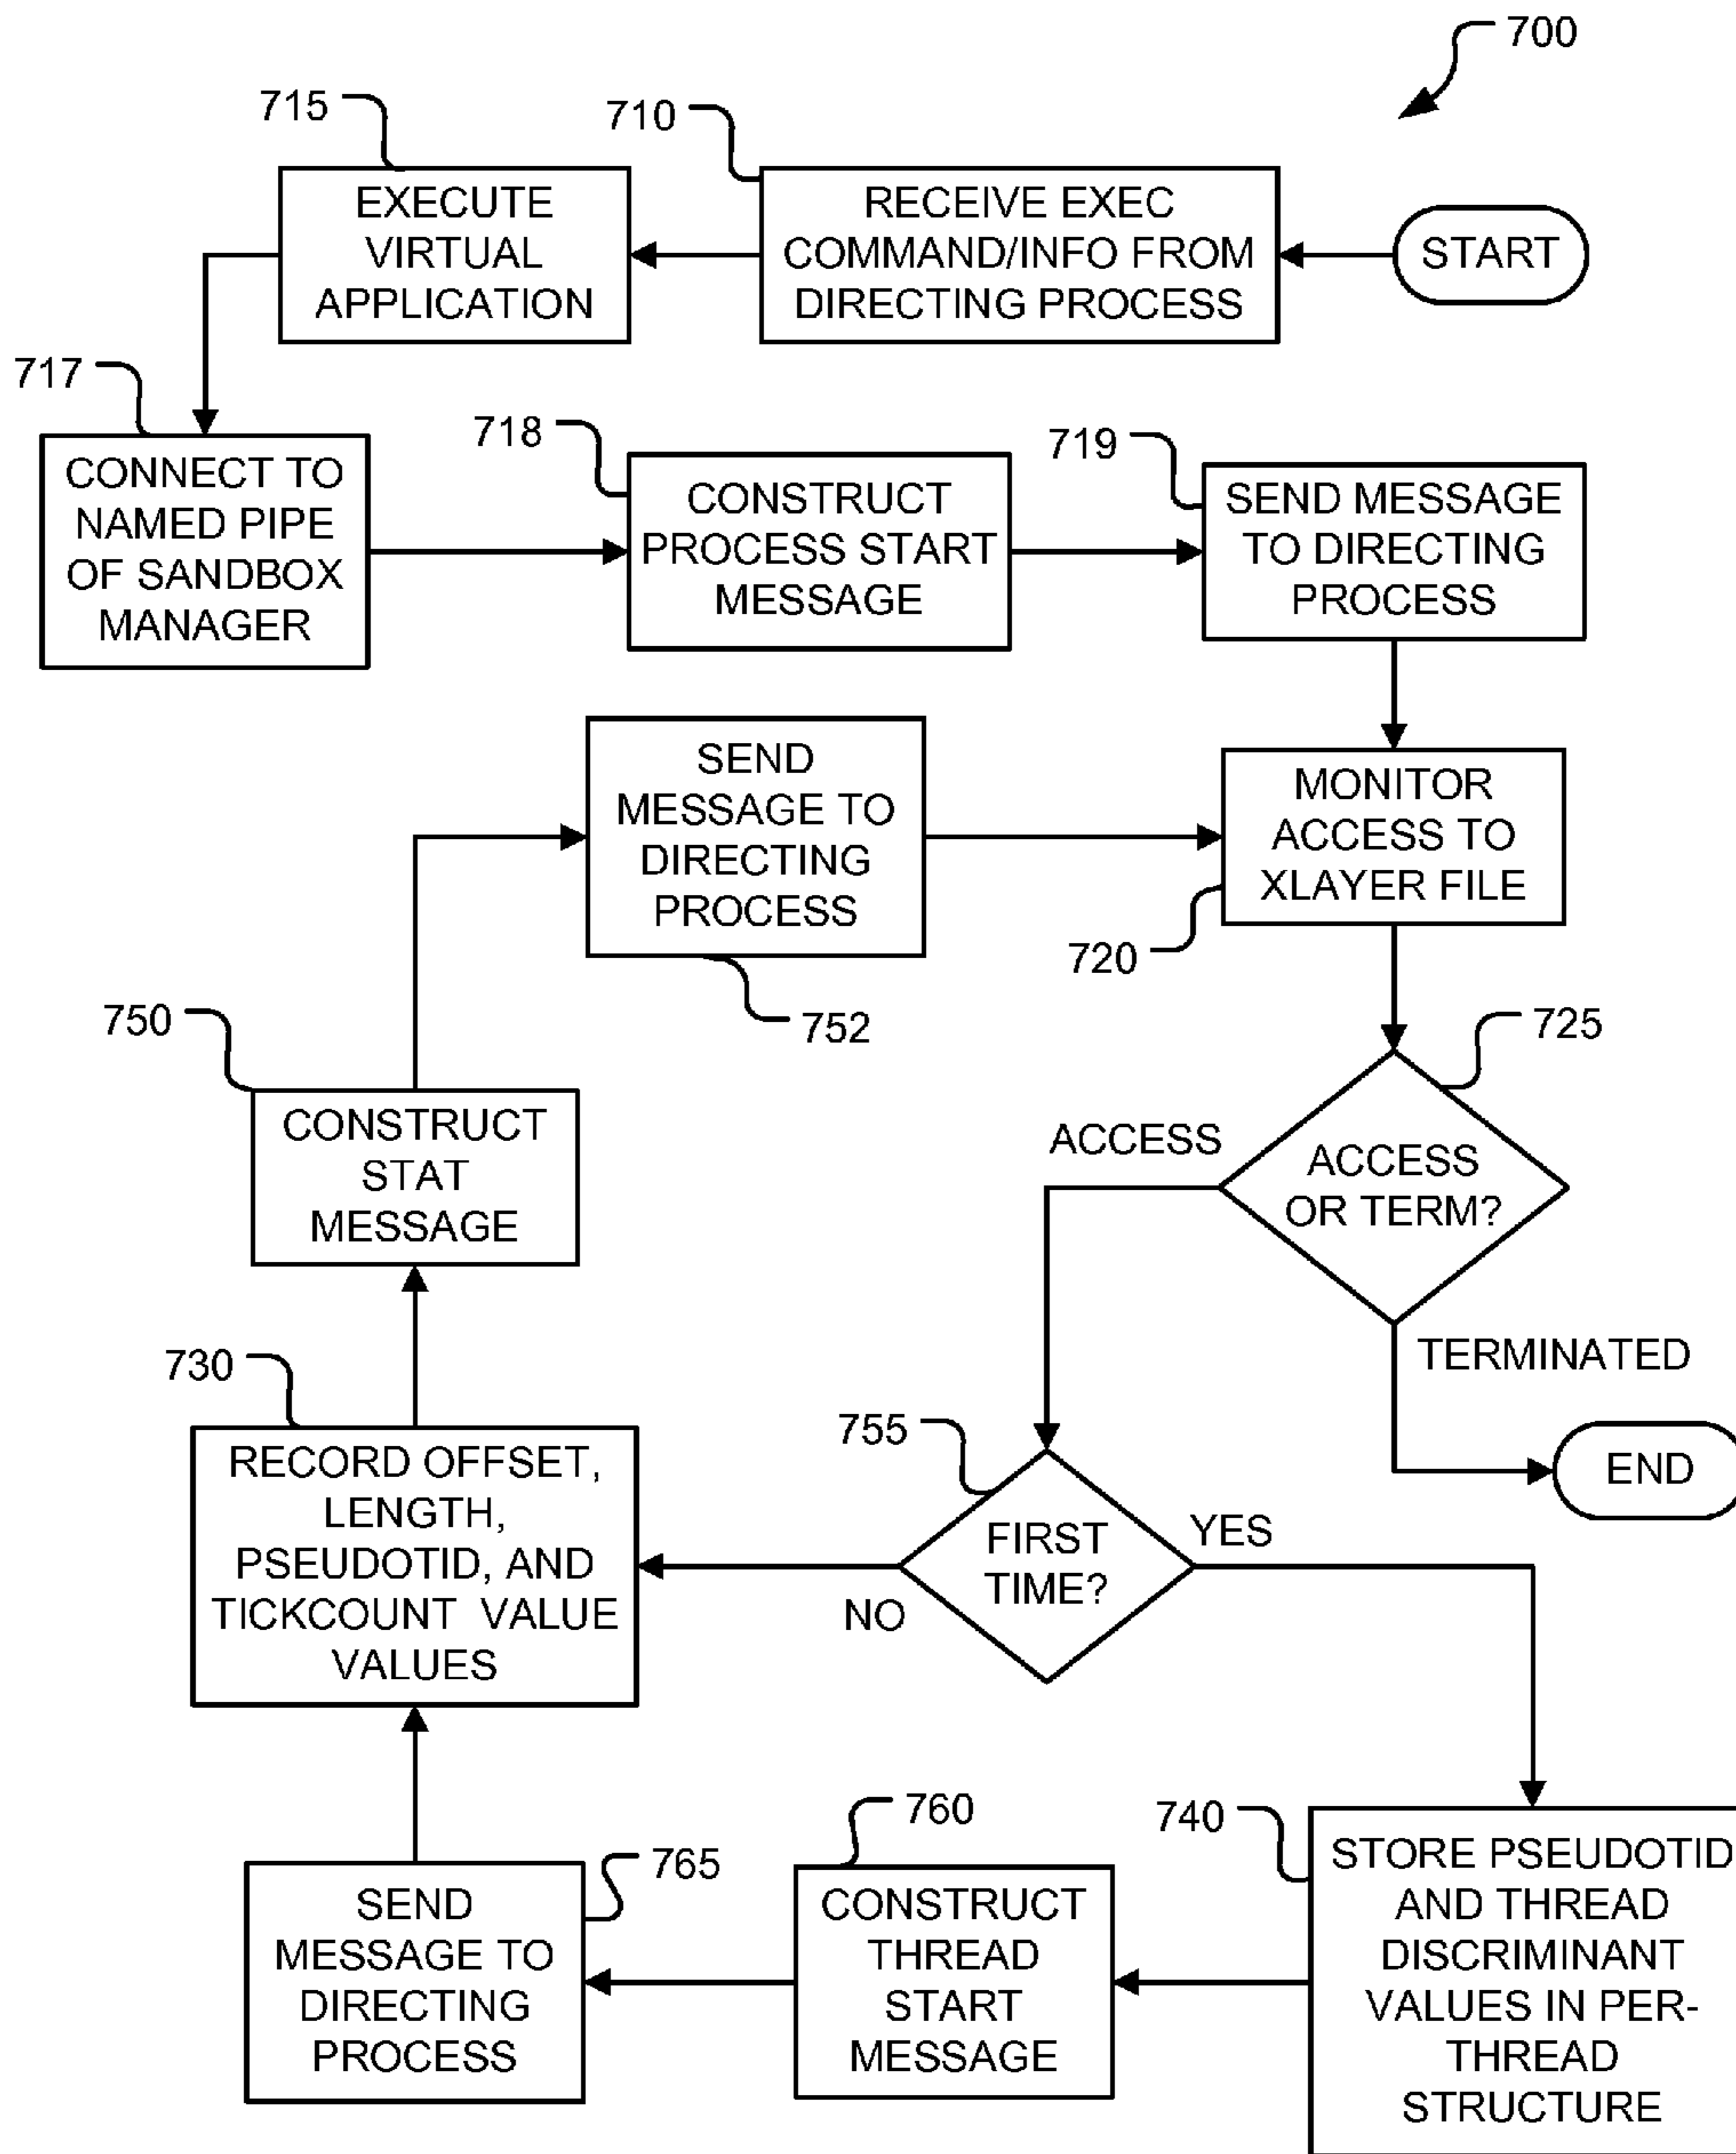 700
715
710
EXECUTE
VIRTUAL
APPLICATION
RECEIVE EXEC
COMMAND/INFO FROM
DIRECTING PROCESS
START
717
718
719
CONNECT TO
NAMED PIPE
OF SANDBOX
MANAGER
CONSTRUCT
PROCESS START
MESSAGE
SEND MESSAGE
TO DIRECTING
PROCESS
SEND
MESSAGE TO
DIRECTING
PROCESS
MONITOR
ACCESS TO
XLAYER FILE
720
752
750
725
CONSTRUCT
STAT
MESSAGE
ACCESS
ACCESS
OR TERM?
TERMINATED
730
755
END
RECORD OFFSET,
LENGTH,
PSEUDOTID, AND
TICKCOUNT VALUE
VALUES
FIRST
TIME?
YES
NO
760
740
765
SEND
MESSAGE TO
DIRECTING
PROCESS
CONSTRUCT
THREAD
START
MESSAGE
STORE PSEUDOTID
AND THREAD
DISCRIMINANT
VALUES IN PER-
THREAD
STRUCTURE